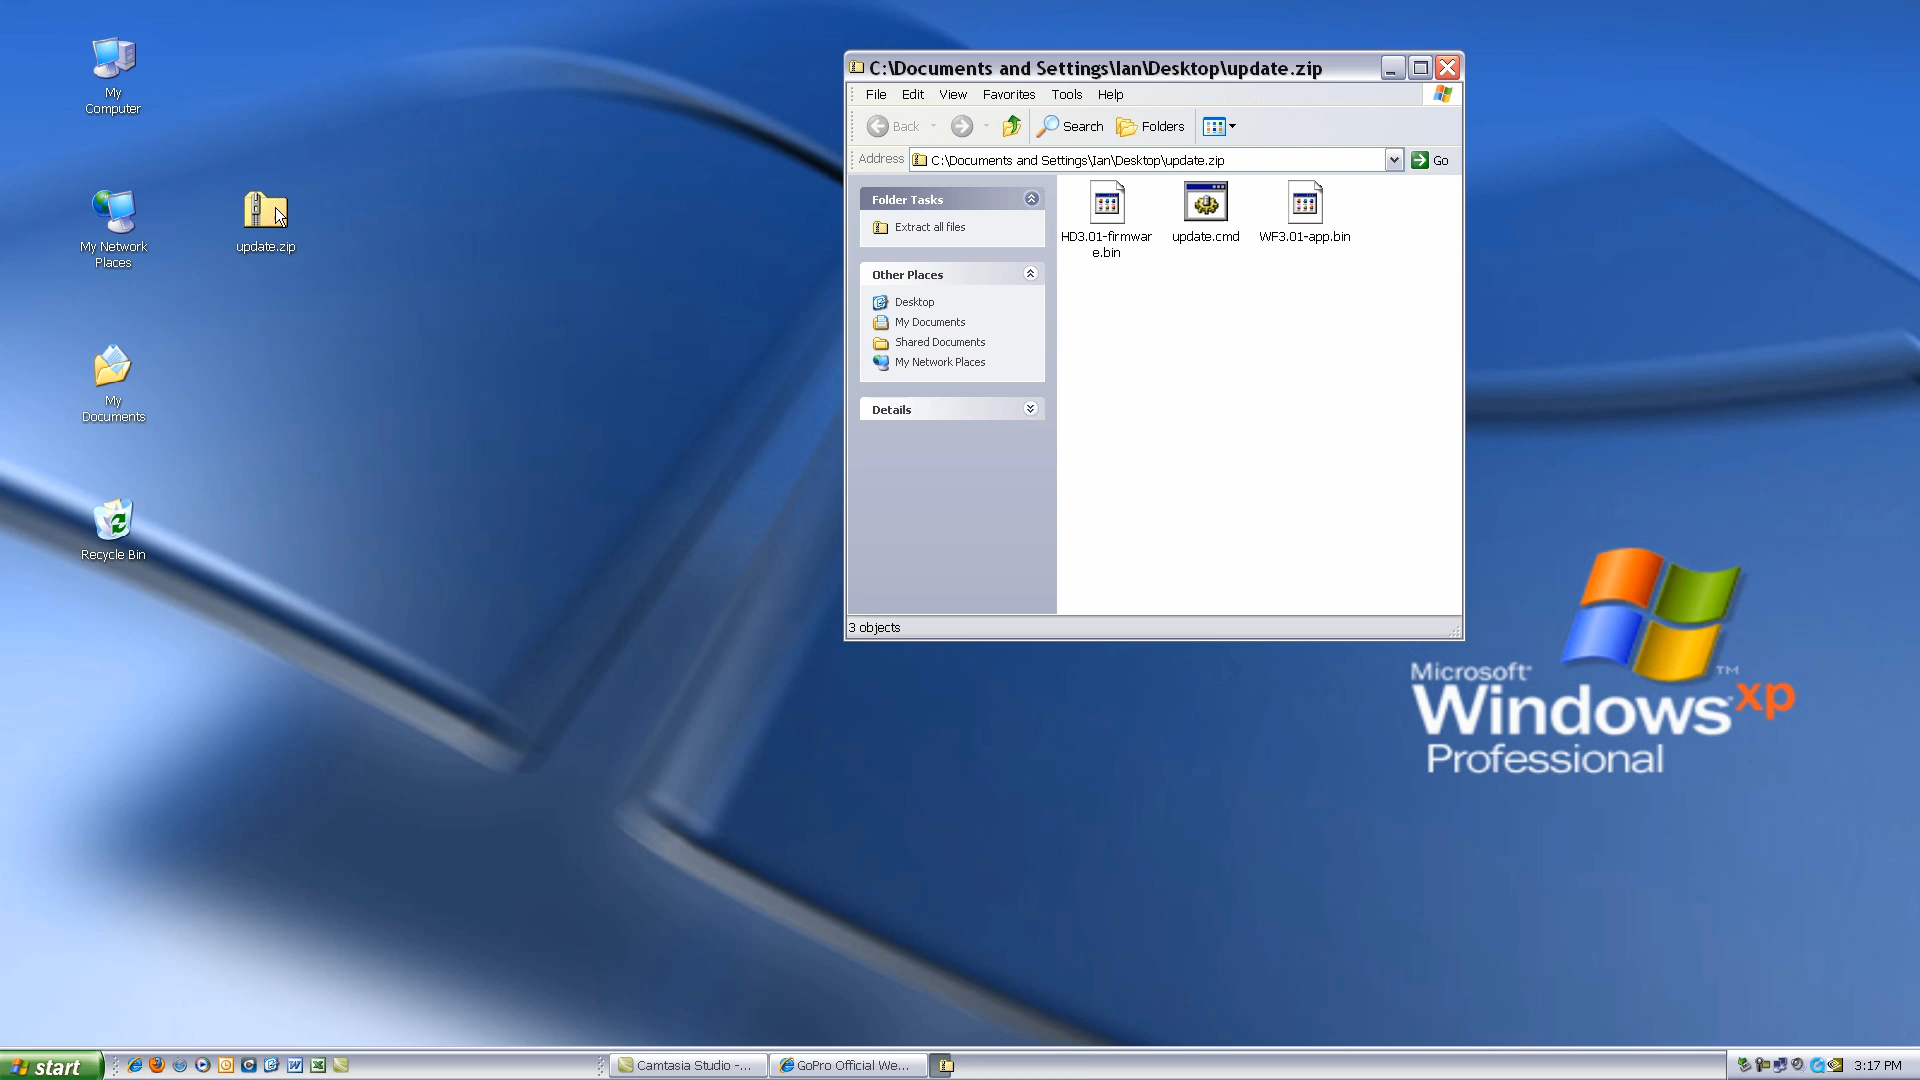 My
Computer
My Network
Places
update.zip
My
Documents
Recycle Bin
C:\Documents and Settings\Ian\Desktop\update.zip
File Edit View Favorites Tools Help
Back Search Folders
Address C:\Documents and Settings\Ian\Desktop\update.zip Go
Folder Tasks
Extract all files
Other Places
Desktop
My Documents
Shared Documents
My Network Places
Details
HD3.01-firmwar
e.bin
update.cmd
WF3.01-app.bin
3 objects
Microsoft®
Windows xp ™
Professional
start
Camtasia Studio -...
GoPro Official We...
3:17 PM